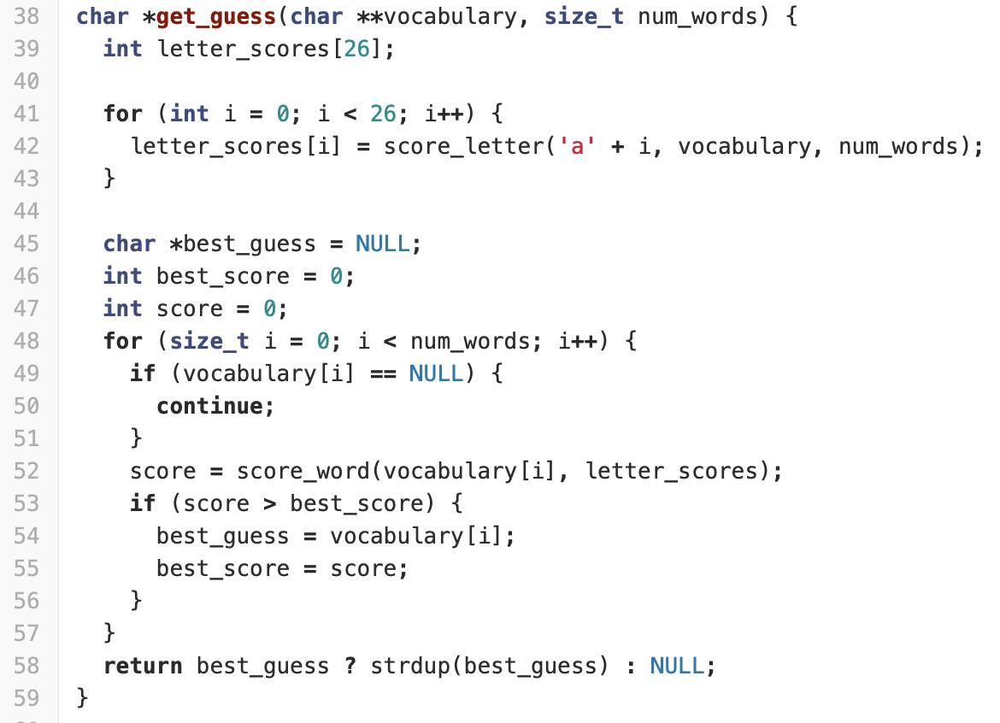 38 char *get_guess(char **vocabulary, size_t num_words) {
39   int letter_scores[26];
40
41   for (int i = 0; i < 26; i++) {
42     letter_scores[i] = score_letter('a' + i, vocabulary, num_words);
43   }
44
45   char *best_guess = NULL;
46   int best_score = 0;
47   int score = 0;
48   for (size_t i = 0; i < num_words; i++) {
49     if (vocabulary[i] == NULL) {
50       continue;
51     }
52     score = score_word(vocabulary[i], letter_scores);
53     if (score > best_score) {
54       best_guess = vocabulary[i];
55       best_score = score;
56     }
57   }
58   return best_guess ? strdup(best_guess) : NULL;
59 }